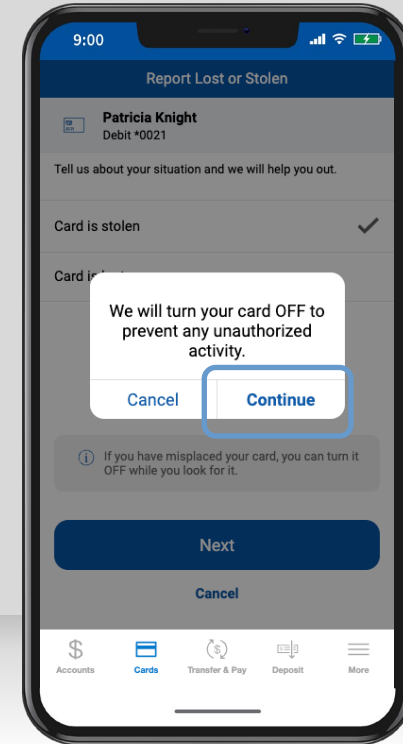 9:00
Report Lost or Stolen
Patricia Knight
Debit *0021
Tell us about your situation and we will help you out.
Card is stolen
Card is
We will turn your card OFF to
prevent any unauthorized
activity.
Cancel
Continue
If you have misplaced your card, you can turn it
OFF while you look for it.
Next
Cancel
Accounts
Cards
Transfer & Pay
Deposit
More